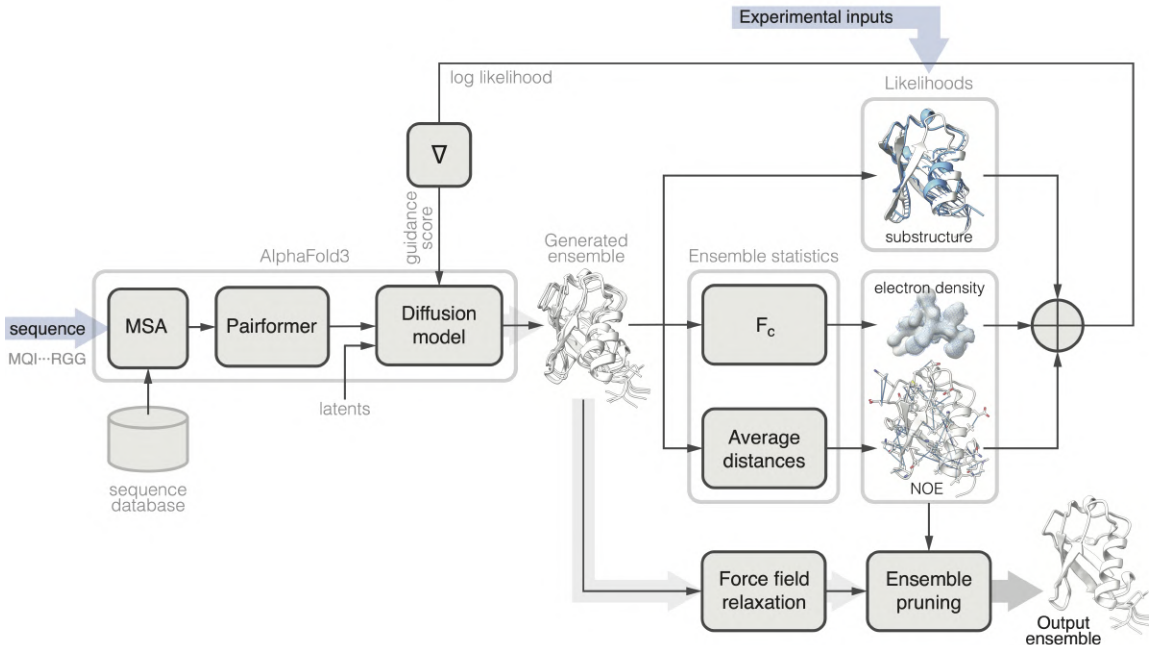 Experimental inputs
log likelihood
Likelihoods
∇
guidance
score
substructure
AlphaFold3
Generated
ensemble
Ensemble statistics
electron density
sequence
MQI···RGG
MSA
Pairformer
Diffusion
model
Fc
latents
Average
distances
NOE
sequence
database
Force field
relaxation
Ensemble
pruning
Output
ensemble